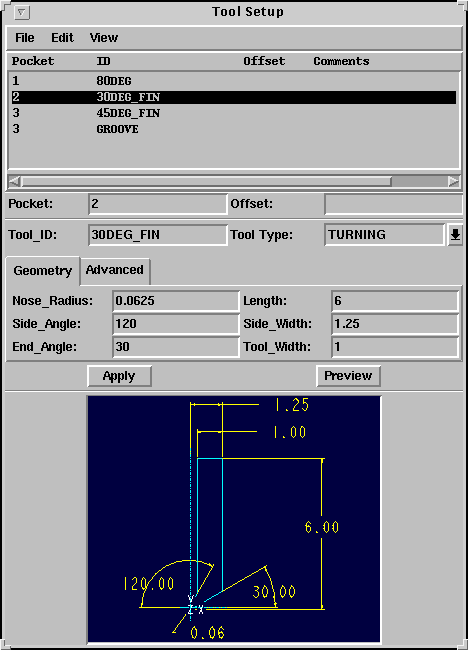 Tool Setup
File Edit View
Pocket ID Offset Comments
1 80DEG
2 30DEG_FIN
3 45DEG_FIN
3 GROOVE
Pocket: 2 Offset:
Tool_ID: 30DEG_FIN Tool Type: TURNING
Geometry Advanced
Nose_Radius: 0.0625 Length: 6
Side_Angle: 120 Side_Width: 1.25
End_Angle: 30 Tool_Width: 1
Apply Preview
1.25
1.00
6.00
120.00 30.00
Y
Z X
0.06